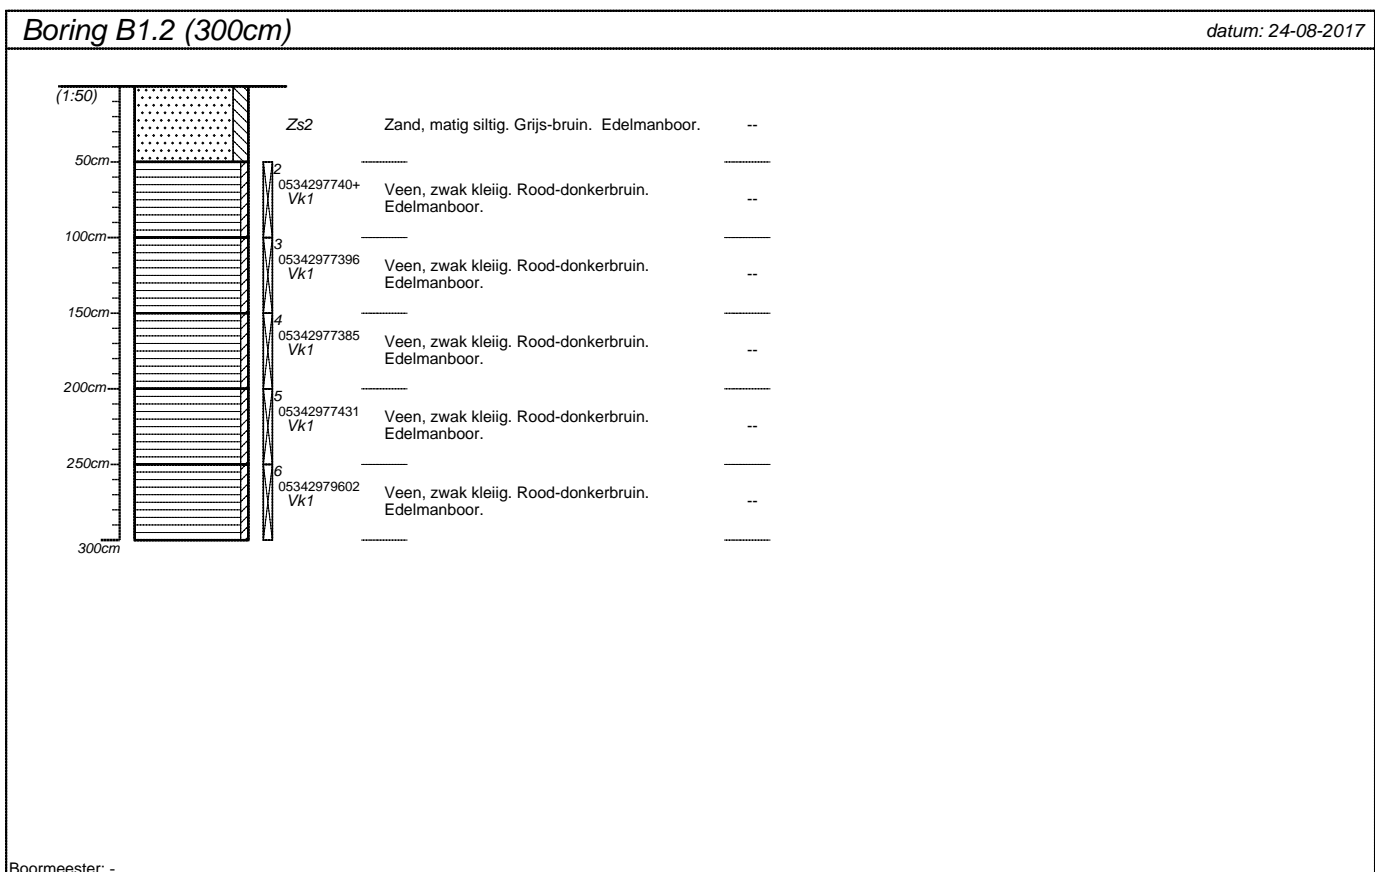 Boring B1.2 (300cm)
datum: 24-08-2017
(1:50)
Zs2 Zand, matig siltig. Grijs-bruin. Edelmanboor. --
50cm
2
0534297740+
Vk1 Veen, zwak kleiig. Rood-donkerbruin. --
Edelmanboor.
100cm
3
05342977396
Vk1 Veen, zwak kleiig. Rood-donkerbruin. --
Edelmanboor.
150cm
4
05342977385
Vk1 Veen, zwak kleiig. Rood-donkerbruin. --
Edelmanboor.
200cm
5
05342977431
Vk1 Veen, zwak kleiig. Rood-donkerbruin. --
Edelmanboor.
250cm
6
05342979602
Vk1 Veen, zwak kleiig. Rood-donkerbruin. --
Edelmanboor.
300cm
Boormeester: -